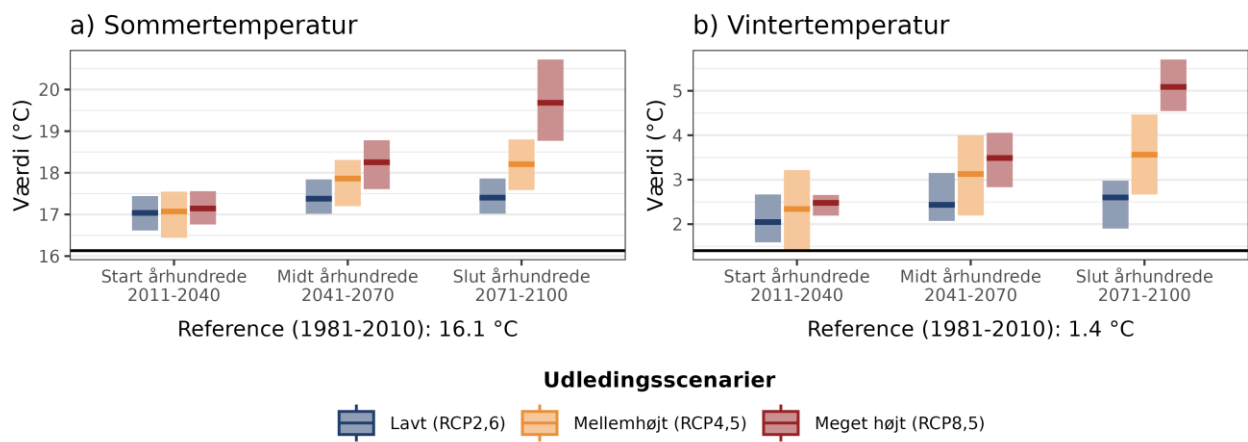 a) Sommertemperatur
Værdi (°C)
20
19
18
17
16
Start århundrede
2011-2040
Midt århundrede
2041-2070
Slut århundrede
2071-2100
Reference (1981-2010): 16.1 °C
b) Vintertemperatur
Værdi (°C)
5
4
3
2
Start århundrede
2011-2040
Midt århundrede
2041-2070
Slut århundrede
2071-2100
Reference (1981-2010): 1.4 °C
Udledingsscenarier
Lavt (RCP2,6)
Mellemhøjt (RCP4,5)
Meget højt (RCP8,5)